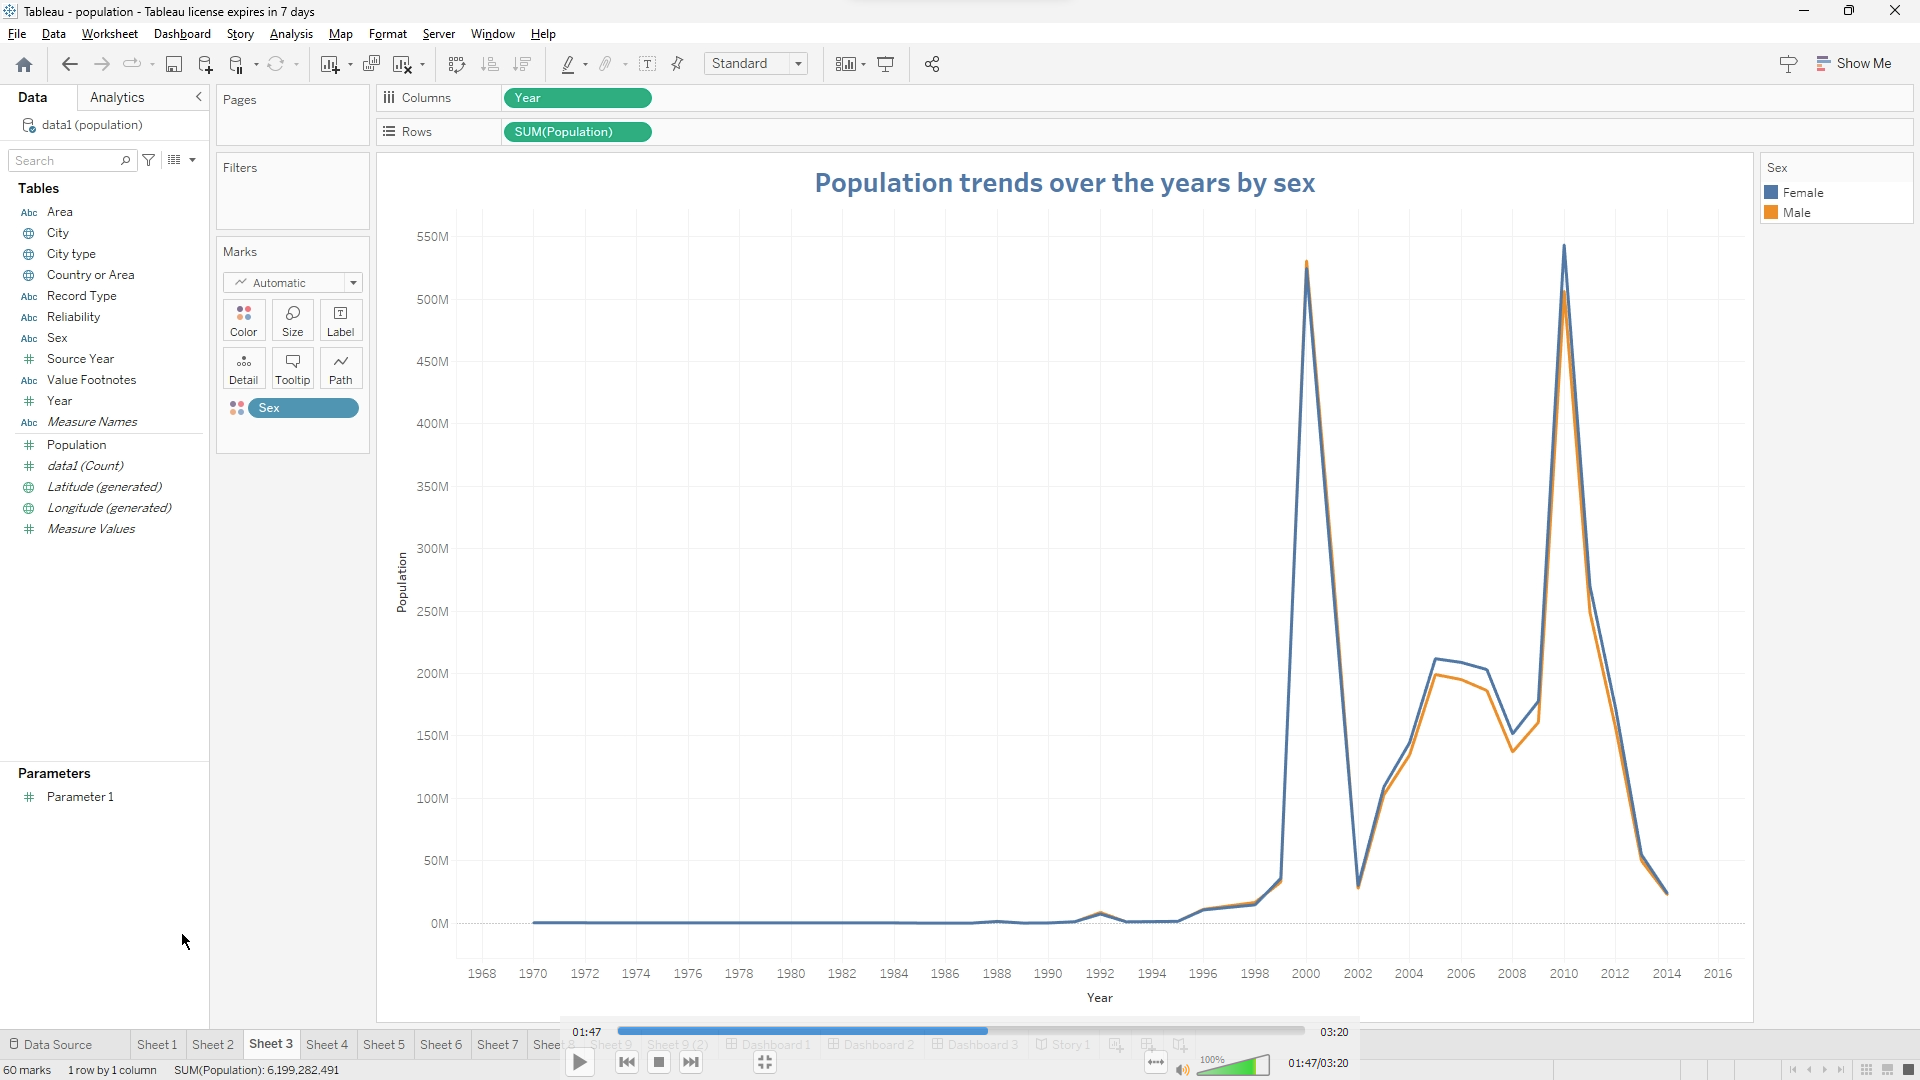 Tableau - population - Tableau license expires in 7 days
File Data Worksheet Dashboard Story Analysis Map Format Server Window Help
Standard
Show Me
Data Analytics
data1 (population)
Search
Tables
Abc Area
City
City type
Country or Area
Abc Record Type
Abc Reliability
Abc Sex
Source Year
Abc Value Footnotes
Year
Abc Measure Names
Population
data1 (Count)
Latitude (generated)
Longitude (generated)
Measure Values
Parameters
Parameter 1
Pages
Filters
Marks
Automatic
Color Size Label
Detail Tooltip Path
Sex
Columns Year
Rows SUM(Population)
Population trends over the years by sex
550M
500M
450M
400M
350M
300M
250M
200M
150M
100M
50M
0M
Population
1968 1970 1972 1974 1976 1978 1980 1982 1984 1986 1988 1990 1992 1994 1996 1998 2000 2002 2004 2006 2008 2010 2012 2014 2016
Year
Sex
Female
Male
01:47 03:20
Data Source Sheet 1 Sheet 2 Sheet 3 Sheet 4 Sheet 5 Sheet 6 Sheet 7 Sheet 8 Sheet 9 Sheet 9 (2) Dashboard 1 Dashboard 2 Dashboard 3 Story 1
100% 01:47/03:20
60 marks 1 row by 1 column SUM(Population): 6,199,282,491